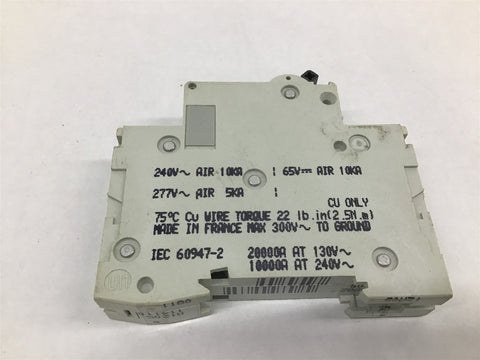 240V~ AIR 10KA | 65V⎓ AIR 10KA
277V~ AIR 5KA |
CU ONLY
75°C Cu WIRE TORQUE 22 lb.in(2.5N.m)
MADE IN FRANCE MAX 300V~ TO GROUND
IEC 60947-2 20000A AT 130V~
10000A AT 240V~